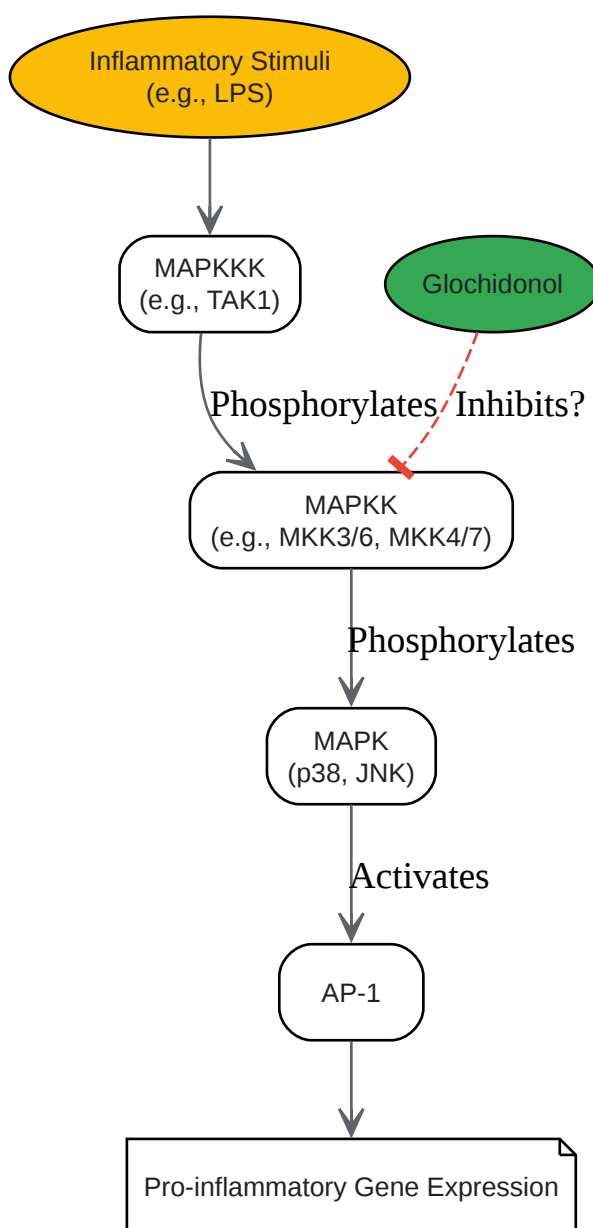 Inflammatory Stimuli
(e.g., LPS)
MAPKKK
(e.g., TAK1)
Glochidonol
Phosphorylates
Inhibits?
MAPKK
(e.g., MKK3/6, MKK4/7)
Phosphorylates
MAPK
(p38, JNK)
Activates
AP-1
Pro-inflammatory Gene Expression